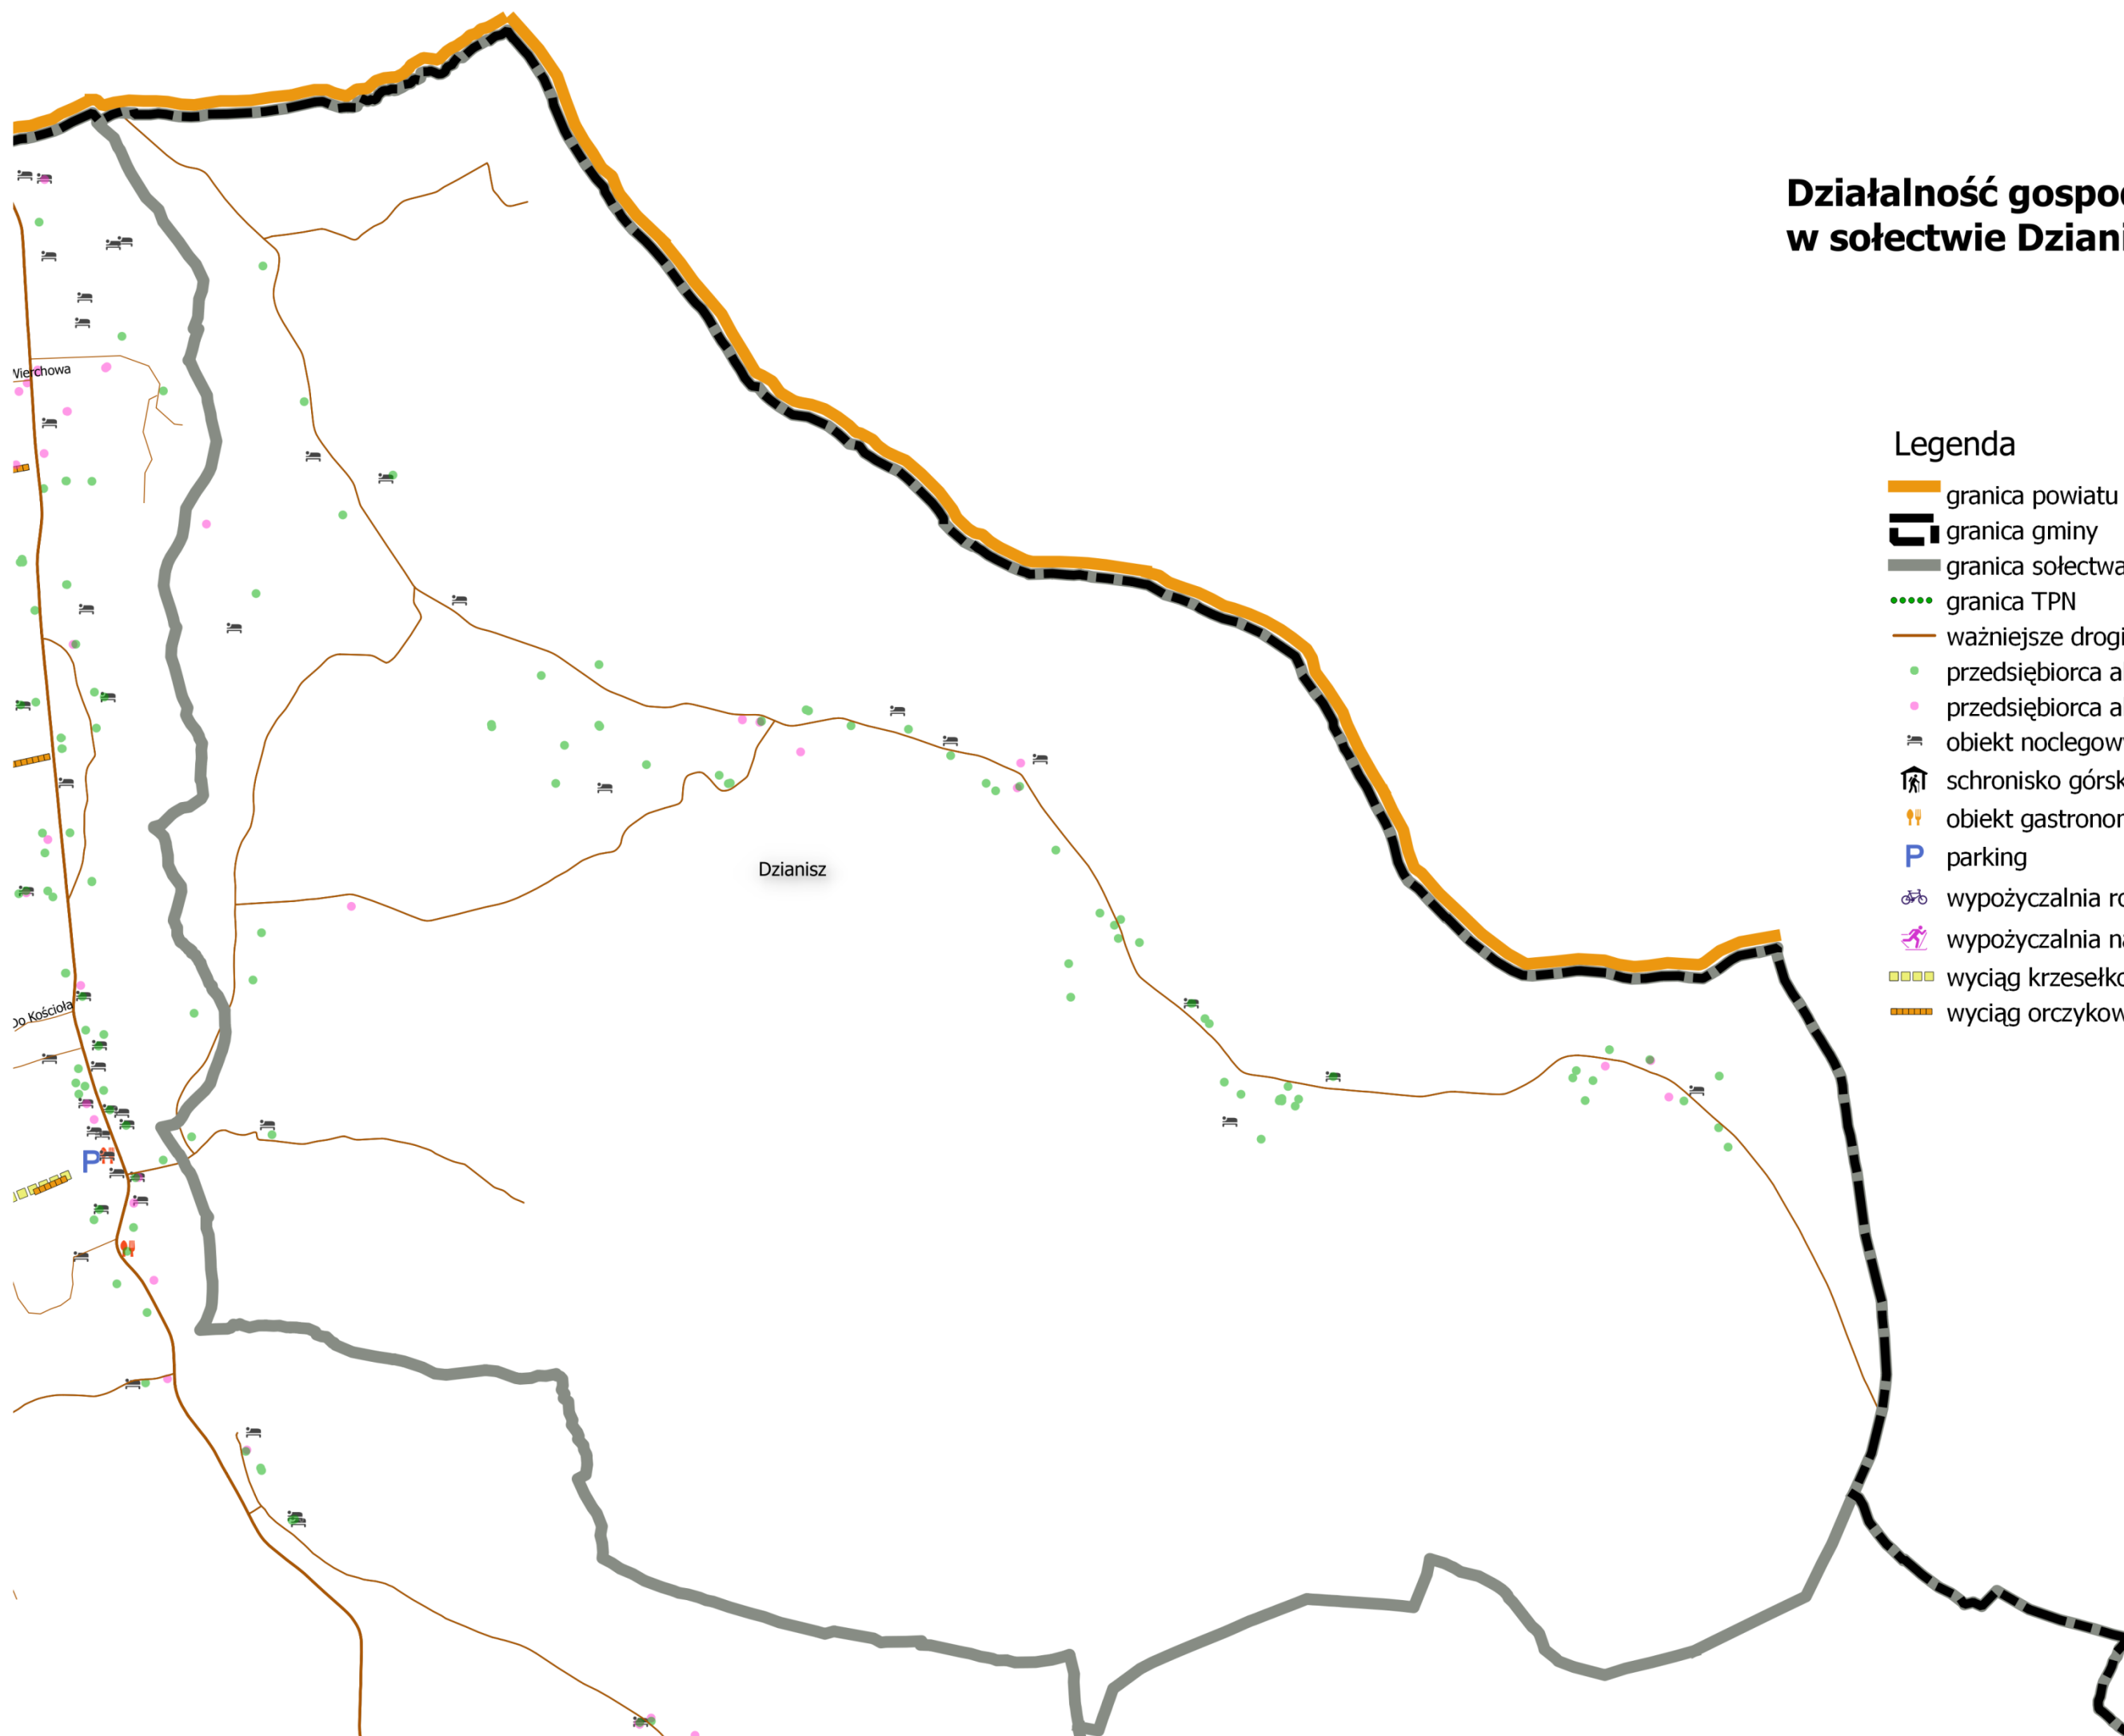 Działalność gospod
w sołectwie Dziani
Wierchowa
Legenda
granica powiatu
granica gminy
granica sołectwa
granica TPN
ważniejsze drogi
przedsiębiorca a
przedsiębiorca a
obiekt noclegow
schronisko górsk
obiekt gastronom
parking
wypożyczalnia ro
wypożyczalnia na
wyciąg krzesełko
wyciąg orczykow
Dzianisz
Do Kościoła
P